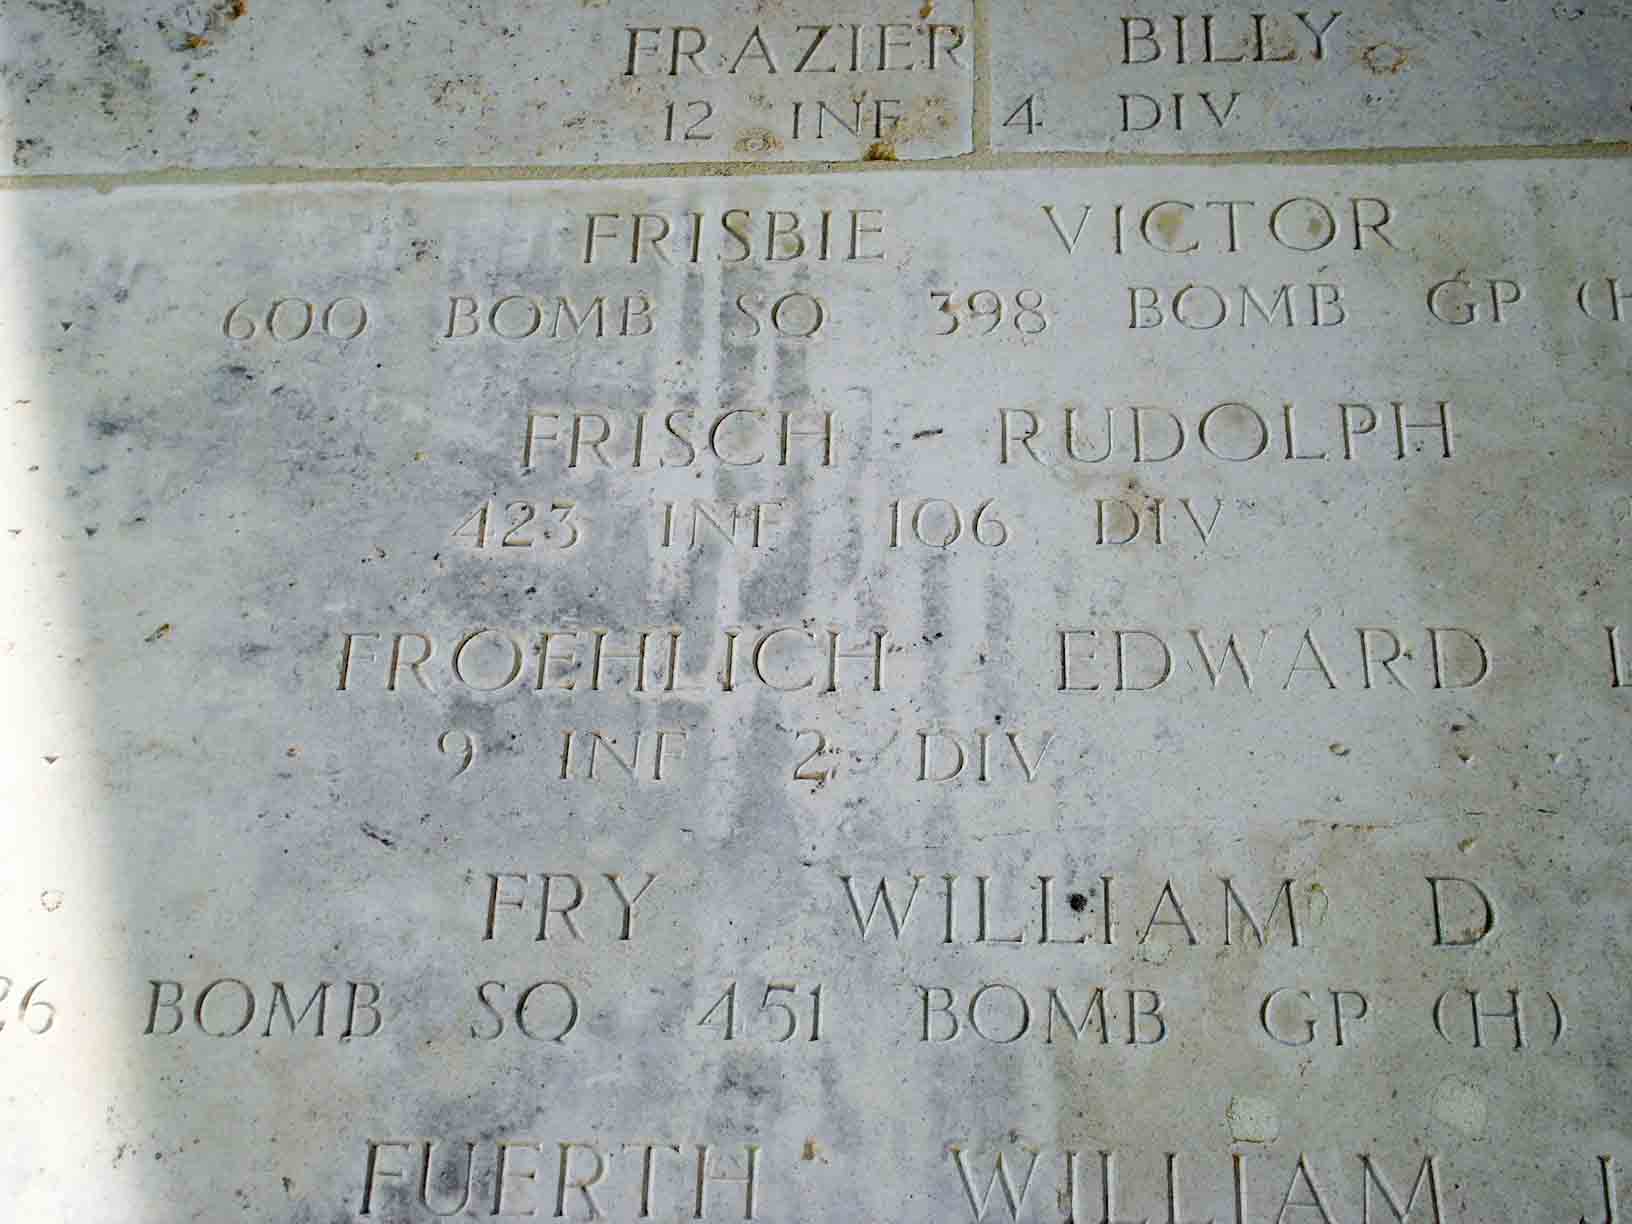 FRAZIER BILLY
12 INF 4 DIV
FRISBIE VICTOR
600 BOMB SQ 398 BOMB GP (H
FRISCH - RUDOLPH
423 INF 106 DIV
FROEHLICH EDWARD L
9 INF 2 DIV
FRY WILLIAM D
26 BOMB SQ 451 BOMB GP (H)
FUERTH WILLIAM J